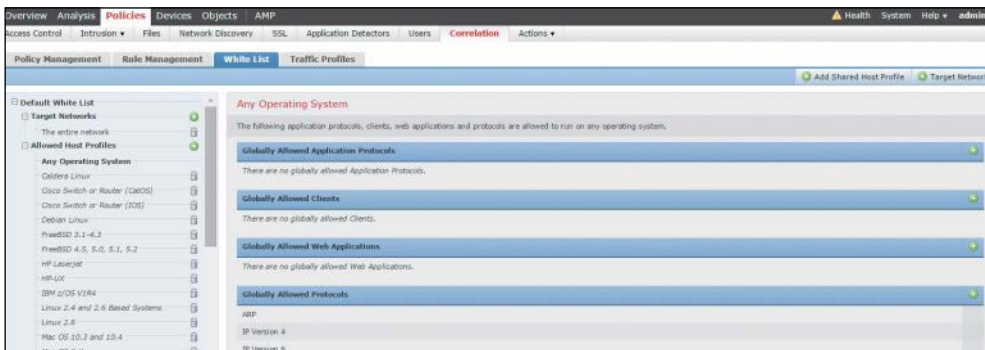 Overview Analysis Policies Devices Objects AMP Health System Help admin
Access Control Intrusion Files Network Discovery SSL Application Detectors Users Correlation Actions
Policy Management Rule Management White List Traffic Profiles
Add Shared Host Profile Target Network
Default White List
Target Networks
The entire network
Allowed Host Profiles
Any Operating System
Caldera Linux
Cisco Switch or Router (CatOS)
Cisco Switch or Router (IOS)
Debian Linux
FreeBSD 3.1-4.3
FreeBSD 4.5, 5.0, 5.1, 5.2
HP Laserjet
HP-UX
IBM z/OS V1R4
Linux 2.4 and 2.6 Based Systems
Linux 2.6
Mac OS 10.3 and 10.4
Any Operating System
The following application protocols, clients, web applications and protocols are allowed to run on any operating system.
Globally Allowed Application Protocols
There are no globally allowed Application Protocols.
Globally Allowed Clients
There are no globally allowed Clients.
Globally Allowed Web Applications
There are no globally allowed Web Applications.
Globally Allowed Protocols
ARP
IP Version 4
IP Version 6